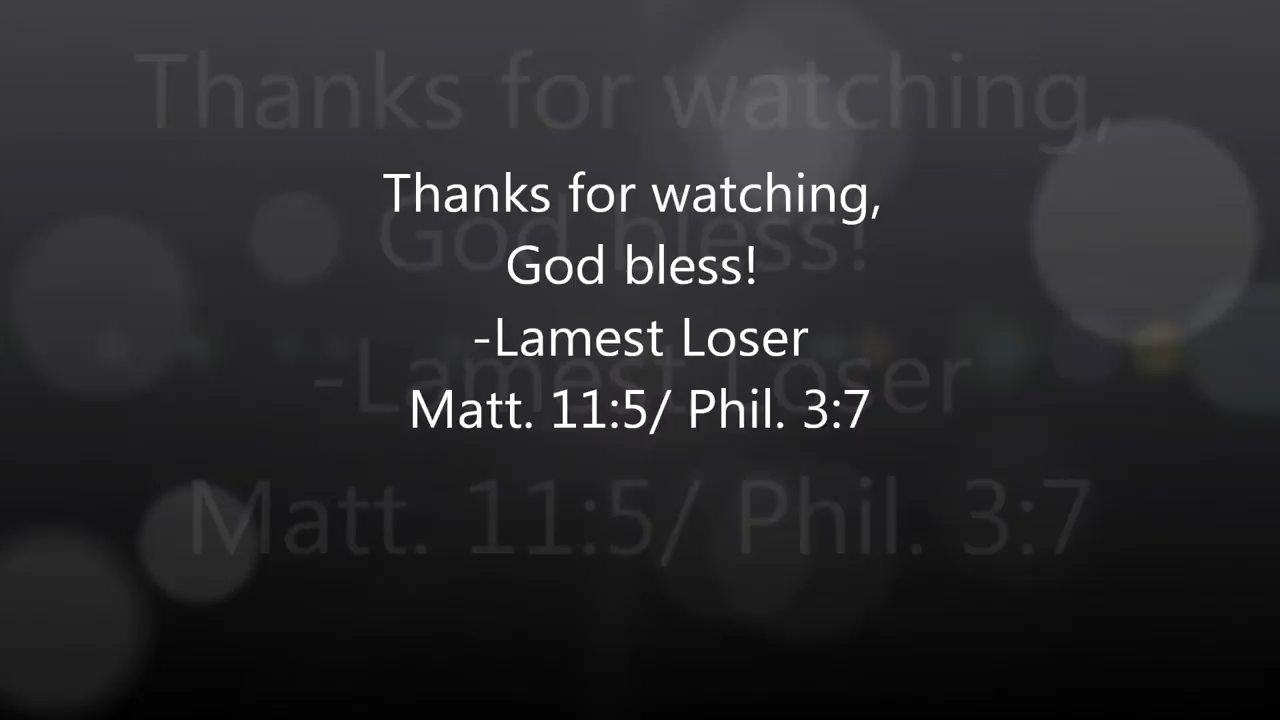 Thanks for watching,
God bless!
-Lamest Loser
Matt. 11:5/ Phil. 3:7